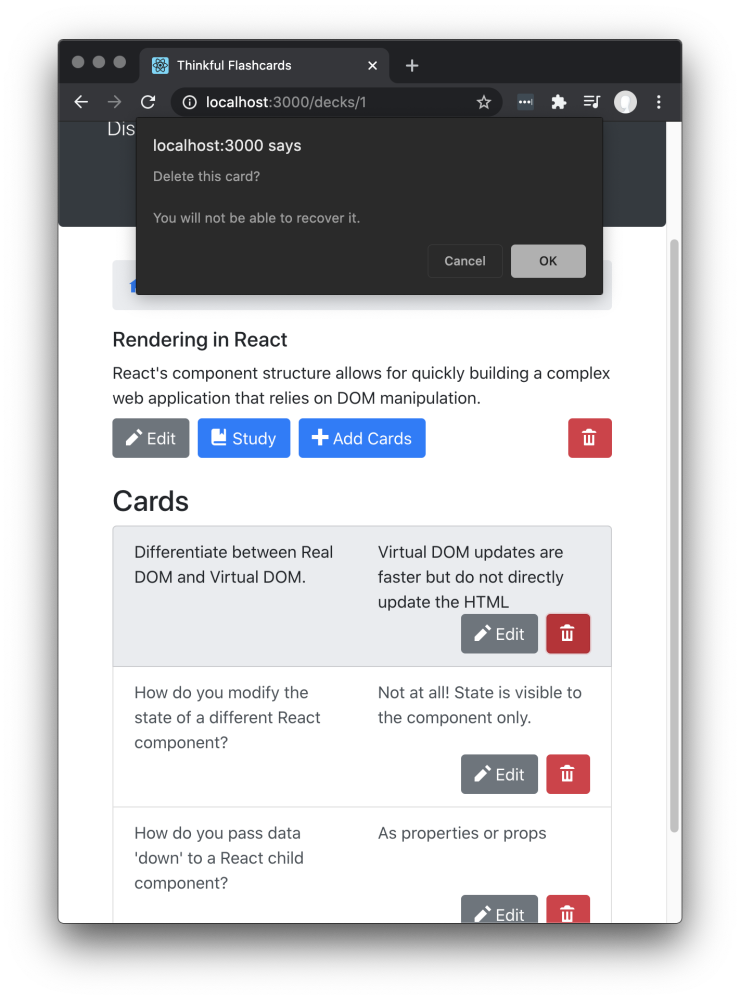 Thinkful Flashcards
localhost:3000/decks/1
Dis
localhost:3000 says
Delete this card?
You will not be able to recover it.
Cancel
OK
Rendering in React
React's component structure allows for quickly building a complex
web application that relies on DOM manipulation.
Edit
Study
Add Cards
Cards
Differentiate between Real
DOM and Virtual DOM.
Virtual DOM updates are
faster but do not directly
update the HTML
Edit
How do you modify the
state of a different React
component?
Not at all! State is visible to
the component only.
Edit
How do you pass data
'down' to a React child
component?
As properties or props
Edit